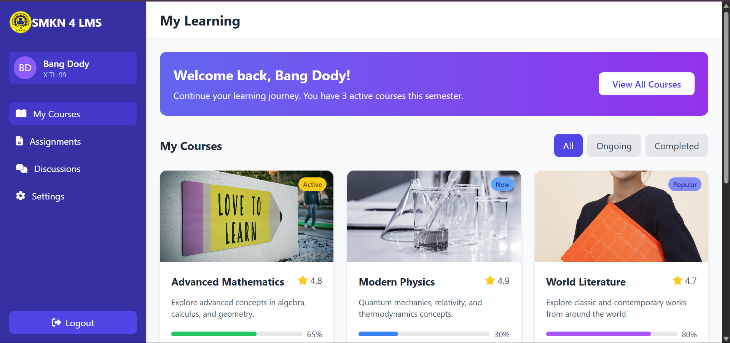 SMKN 4 LMS
BD
Bang Dody
X TL-99
My Courses
Assignments
Discussions
Settings
Logout
My Learning
Welcome back, Bang Dody!
Continue your learning journey. You have 3 active courses this semester.
View All Courses
My Courses
All
Ongoing
Completed
LOVE TO
LEARN
Active
Advanced Mathematics
4.8
Explore advanced concepts in algebra,
calculus, and geometry.
65%
New
Modern Physics
4.9
Quantum mechanics, relativity, and
thermodynamics concepts.
30%
Popular
World Literature
4.7
Explore classic and contemporary works
from around the world.
80%